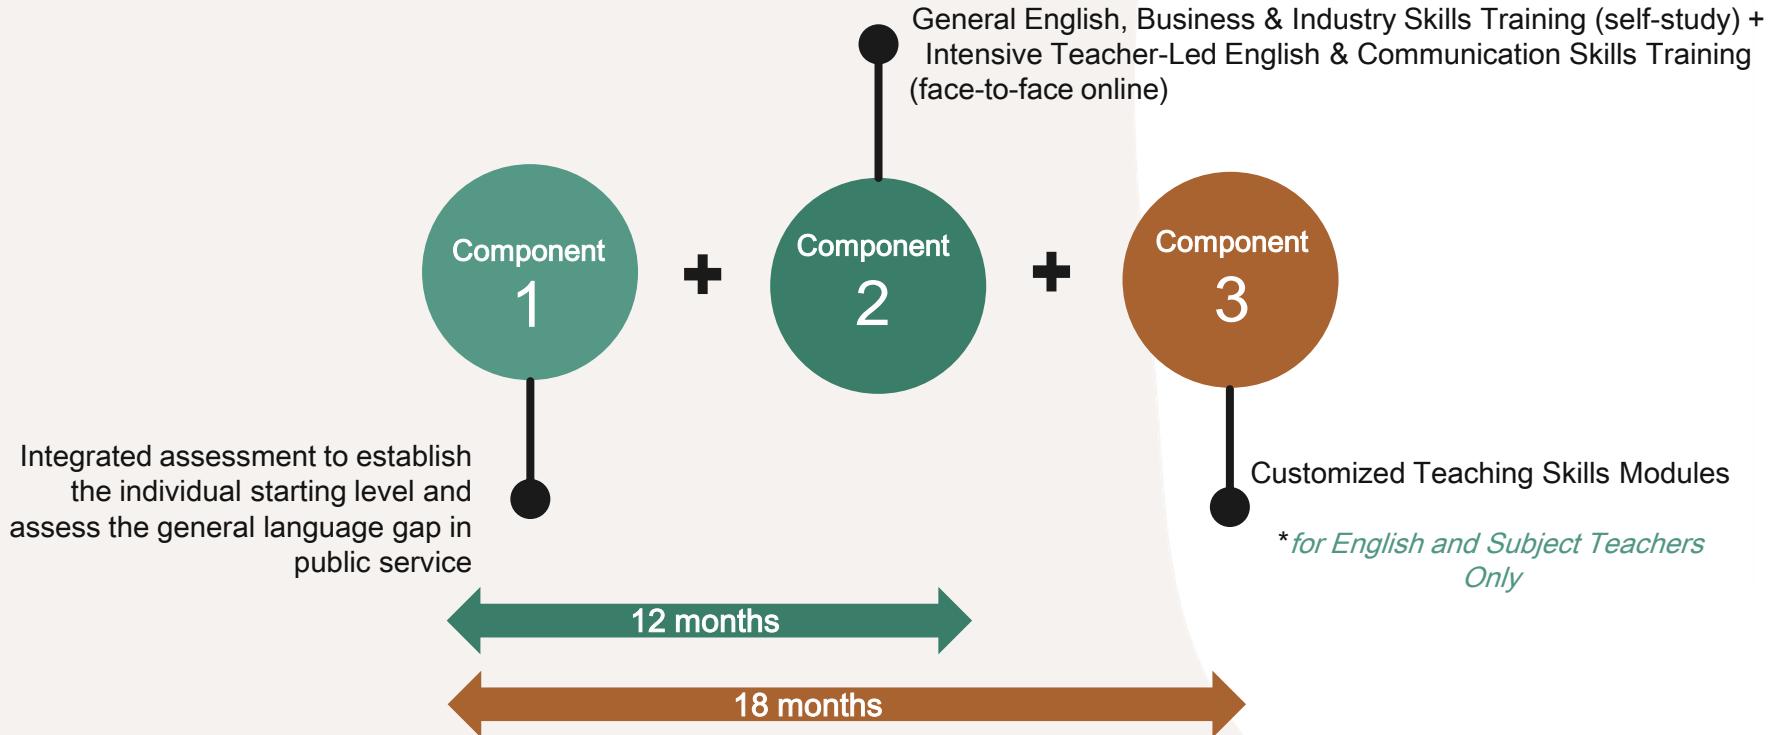 General English, Business & Industry Skills Training (self-study) +
Intensive Teacher-Led English & Communication Skills Training
(face-to-face online)
Component
1
Component
2
Component
3
Integrated assessment to establish
the individual starting level and
assess the general language gap in
public service
Customized Teaching Skills Modules
*for English and Subject Teachers
Only
12 months
18 months